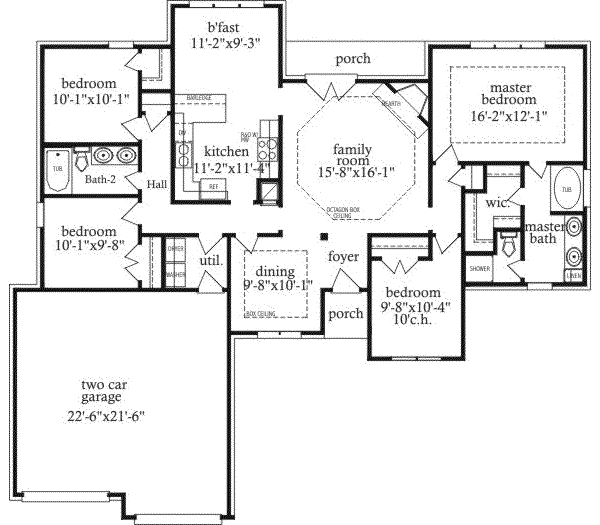 b'fast
11'-2"x9'-3"
porch
bedroom
10'-1"x10'-1"
BARLEDGE
HEARTH
master
bedroom
16'-2"x12'-1"
DW
kitchen
11'-2"x11'-4"
REF
family
room
15'-8"x16'-1"
OCTAGON BOX
CEILING
TUB
Bath-2
Hall
wic.
TUB
master
bath
bedroom
10'-1"x9'-8"
DRYER
WASHER
util.
dining
9'-8"x10'-1"
BOX CEILING
foyer
SHOWER
LINEN
bedroom
9'-8"x10'-4"
10'c.h.
porch
two car
garage
22'-6"x21'-6"